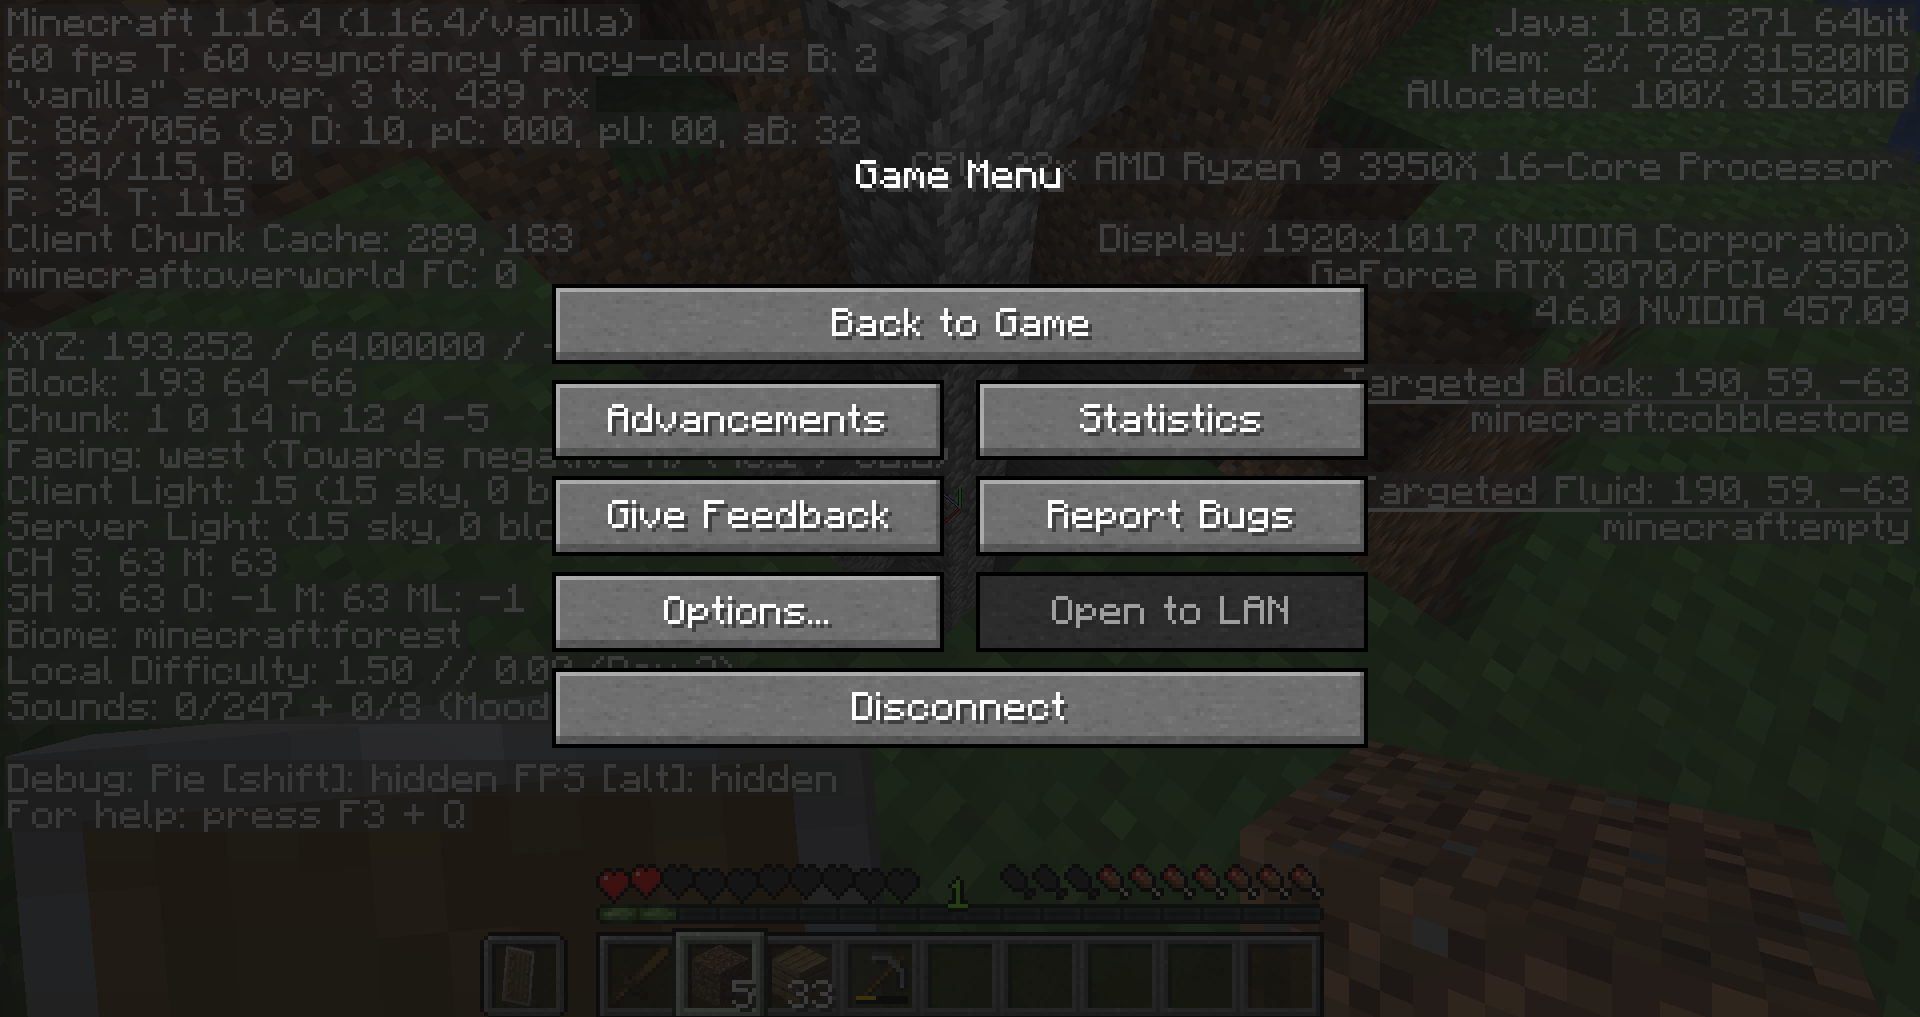 Minecraft 1.16.4 (1.16.4/vanilla)
60 fps T: 60 vsyncfancy fancy-clouds B: 2
"vanilla" server, 3 tx, 439 rx
C: 86/7056 (s) D: 10, pC: 000, pU: 00, aB: 32
E: 34/115, B: 0
P: 34. T: 115
Client Chunk Cache: 289, 183
minecraft:overworld FC: 0
XYZ: 193.252 / 64.00000 /
Block: 193 64 -66
Chunk: 1 0 14 in 12 4 -5
Facing: west (Towards negative
Client Light: 15 (15 sky, 0
Server Light: (15 sky, 0
CH S: 63 M: 63
SH S: 63 O: -1 M: 63 ML: -1
Biome: minecraft:forest
Local Difficulty: 1.50 //
Sounds: 0/247 + 0/8 (Mood
Debug: Pie [shift]: hidden FPS [alt]: hidden
For help: press F3 + Q
Java: 1.8.0_271 64bit
Mem: 2% 728/31520MB
Allocated: 100% 31520MB
AMD Ryzen 9 3950X 16-Core Processor
Display: 1920x1017 (NVIDIA Corporation)
GeForce RTX 3070/PCIe/SSE2
4.6.0 NVIDIA 457.09
Targeted Block: 190, 59, -63
minecraft:cobblestone
Targeted Fluid: 190, 59, -63
minecraft:empty
Game Menu
Back to Game
Advancements
Statistics
Give Feedback
Report Bugs
Options...
Open to LAN
Disconnect
1
5
33